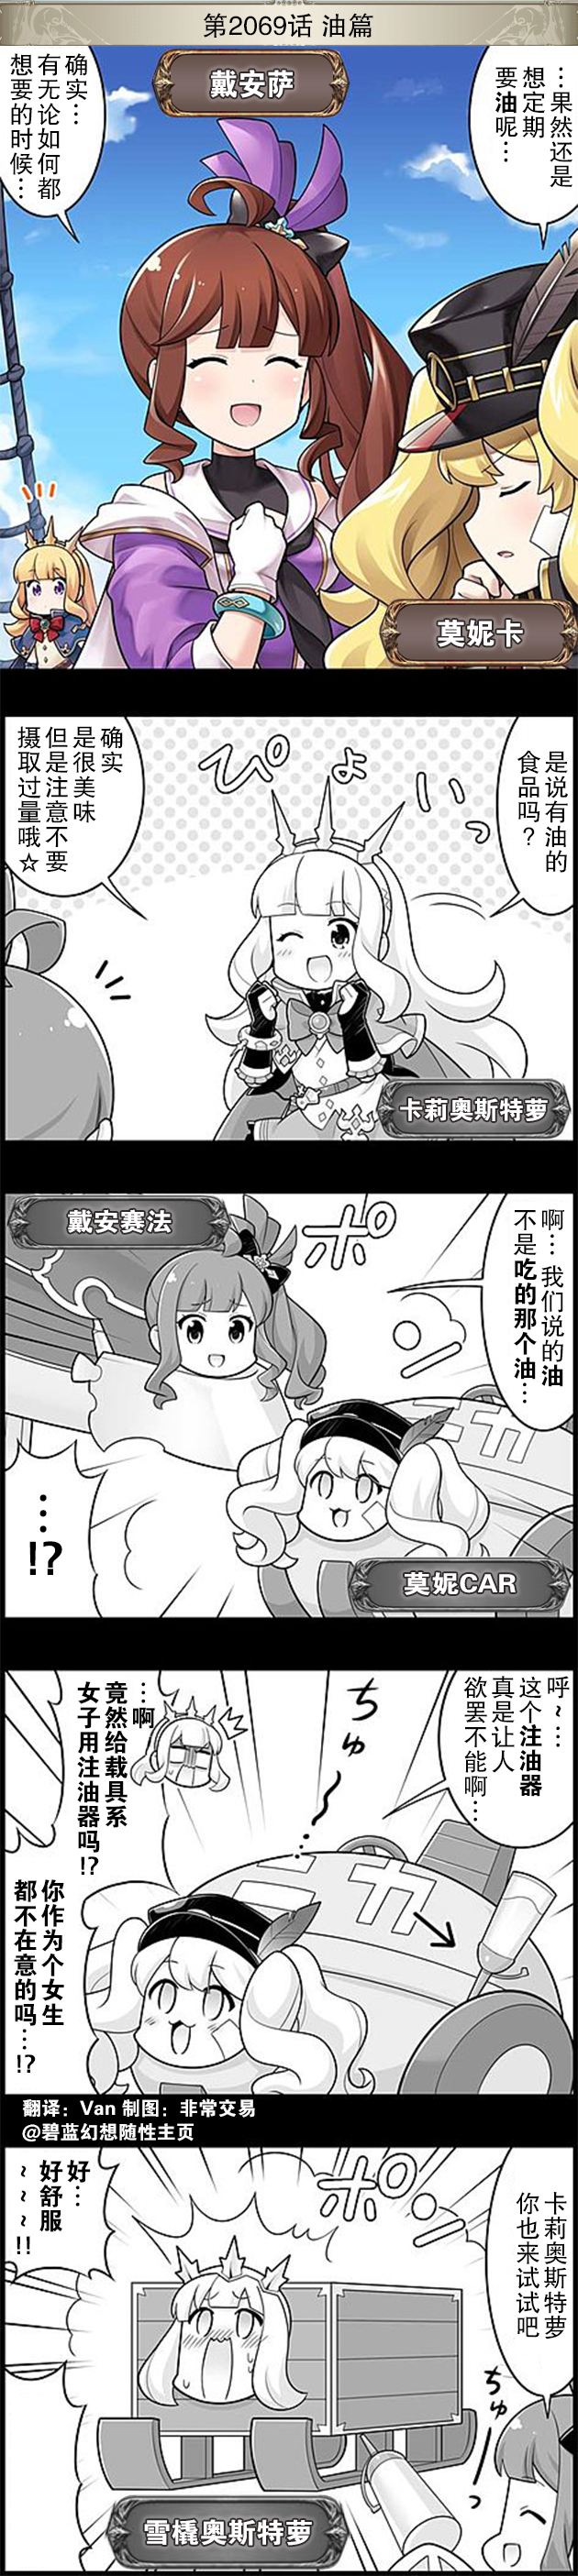 第2069话 油篇
…果然还是
想定期
要油呢…
戴安萨
确实…
有无论如何都
想要的时候…
莫妮卡
是说有油的
食品吗？
ぴょいっ
确实
是很美味
但是注意不要
摄取过量哦☆
卡莉奥斯特萝
啊…我们说的油
不是吃的那个油…
ポロン
戴安赛法
ニカ
…!?
莫妮CAR
呼~…
这个注油器
真是让人
欲罢不能啊…
ちゅ~…
…啊
竟然给载具系
女子用注油器吗!?
ニカ
你作为个女生
都不在意的吗…!?
翻译：Van 制图：非常交易
@碧蓝幻想随性主页
卡莉奥斯特萝
你也来试试吧
ポロン
好…
好舒服
~~~!!
ちゅーっ
雪橇奥斯特萝